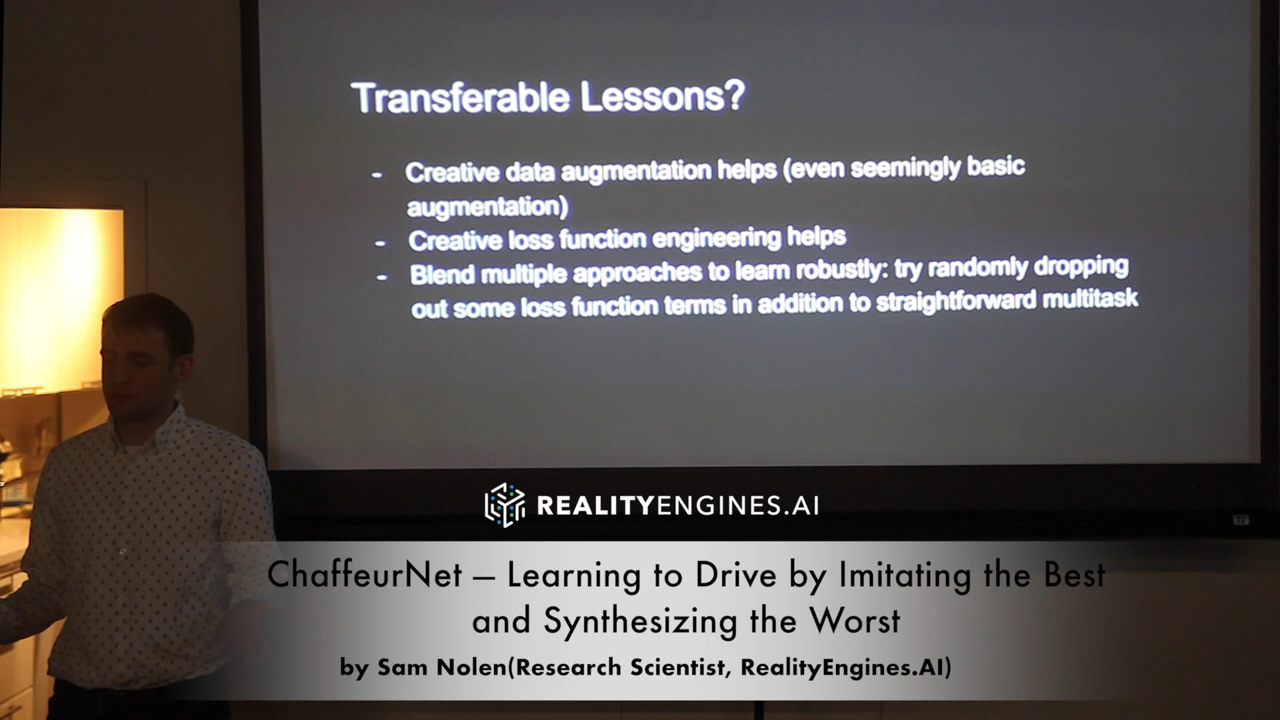 Transferable Lessons?
- Creative data augmentation helps (even seemingly basic
augmentation)
- Creative loss function engineering helps
- Blend multiple approaches to learn robustly: try randomly dropping
out some loss function terms in addition to straightforward multitask
REALITYENGINES.AI
ChaffeurNet — Learning to Drive by Imitating the Best
and Synthesizing the Worst
by Sam Nolen(Research Scientist, RealityEngines.AI)